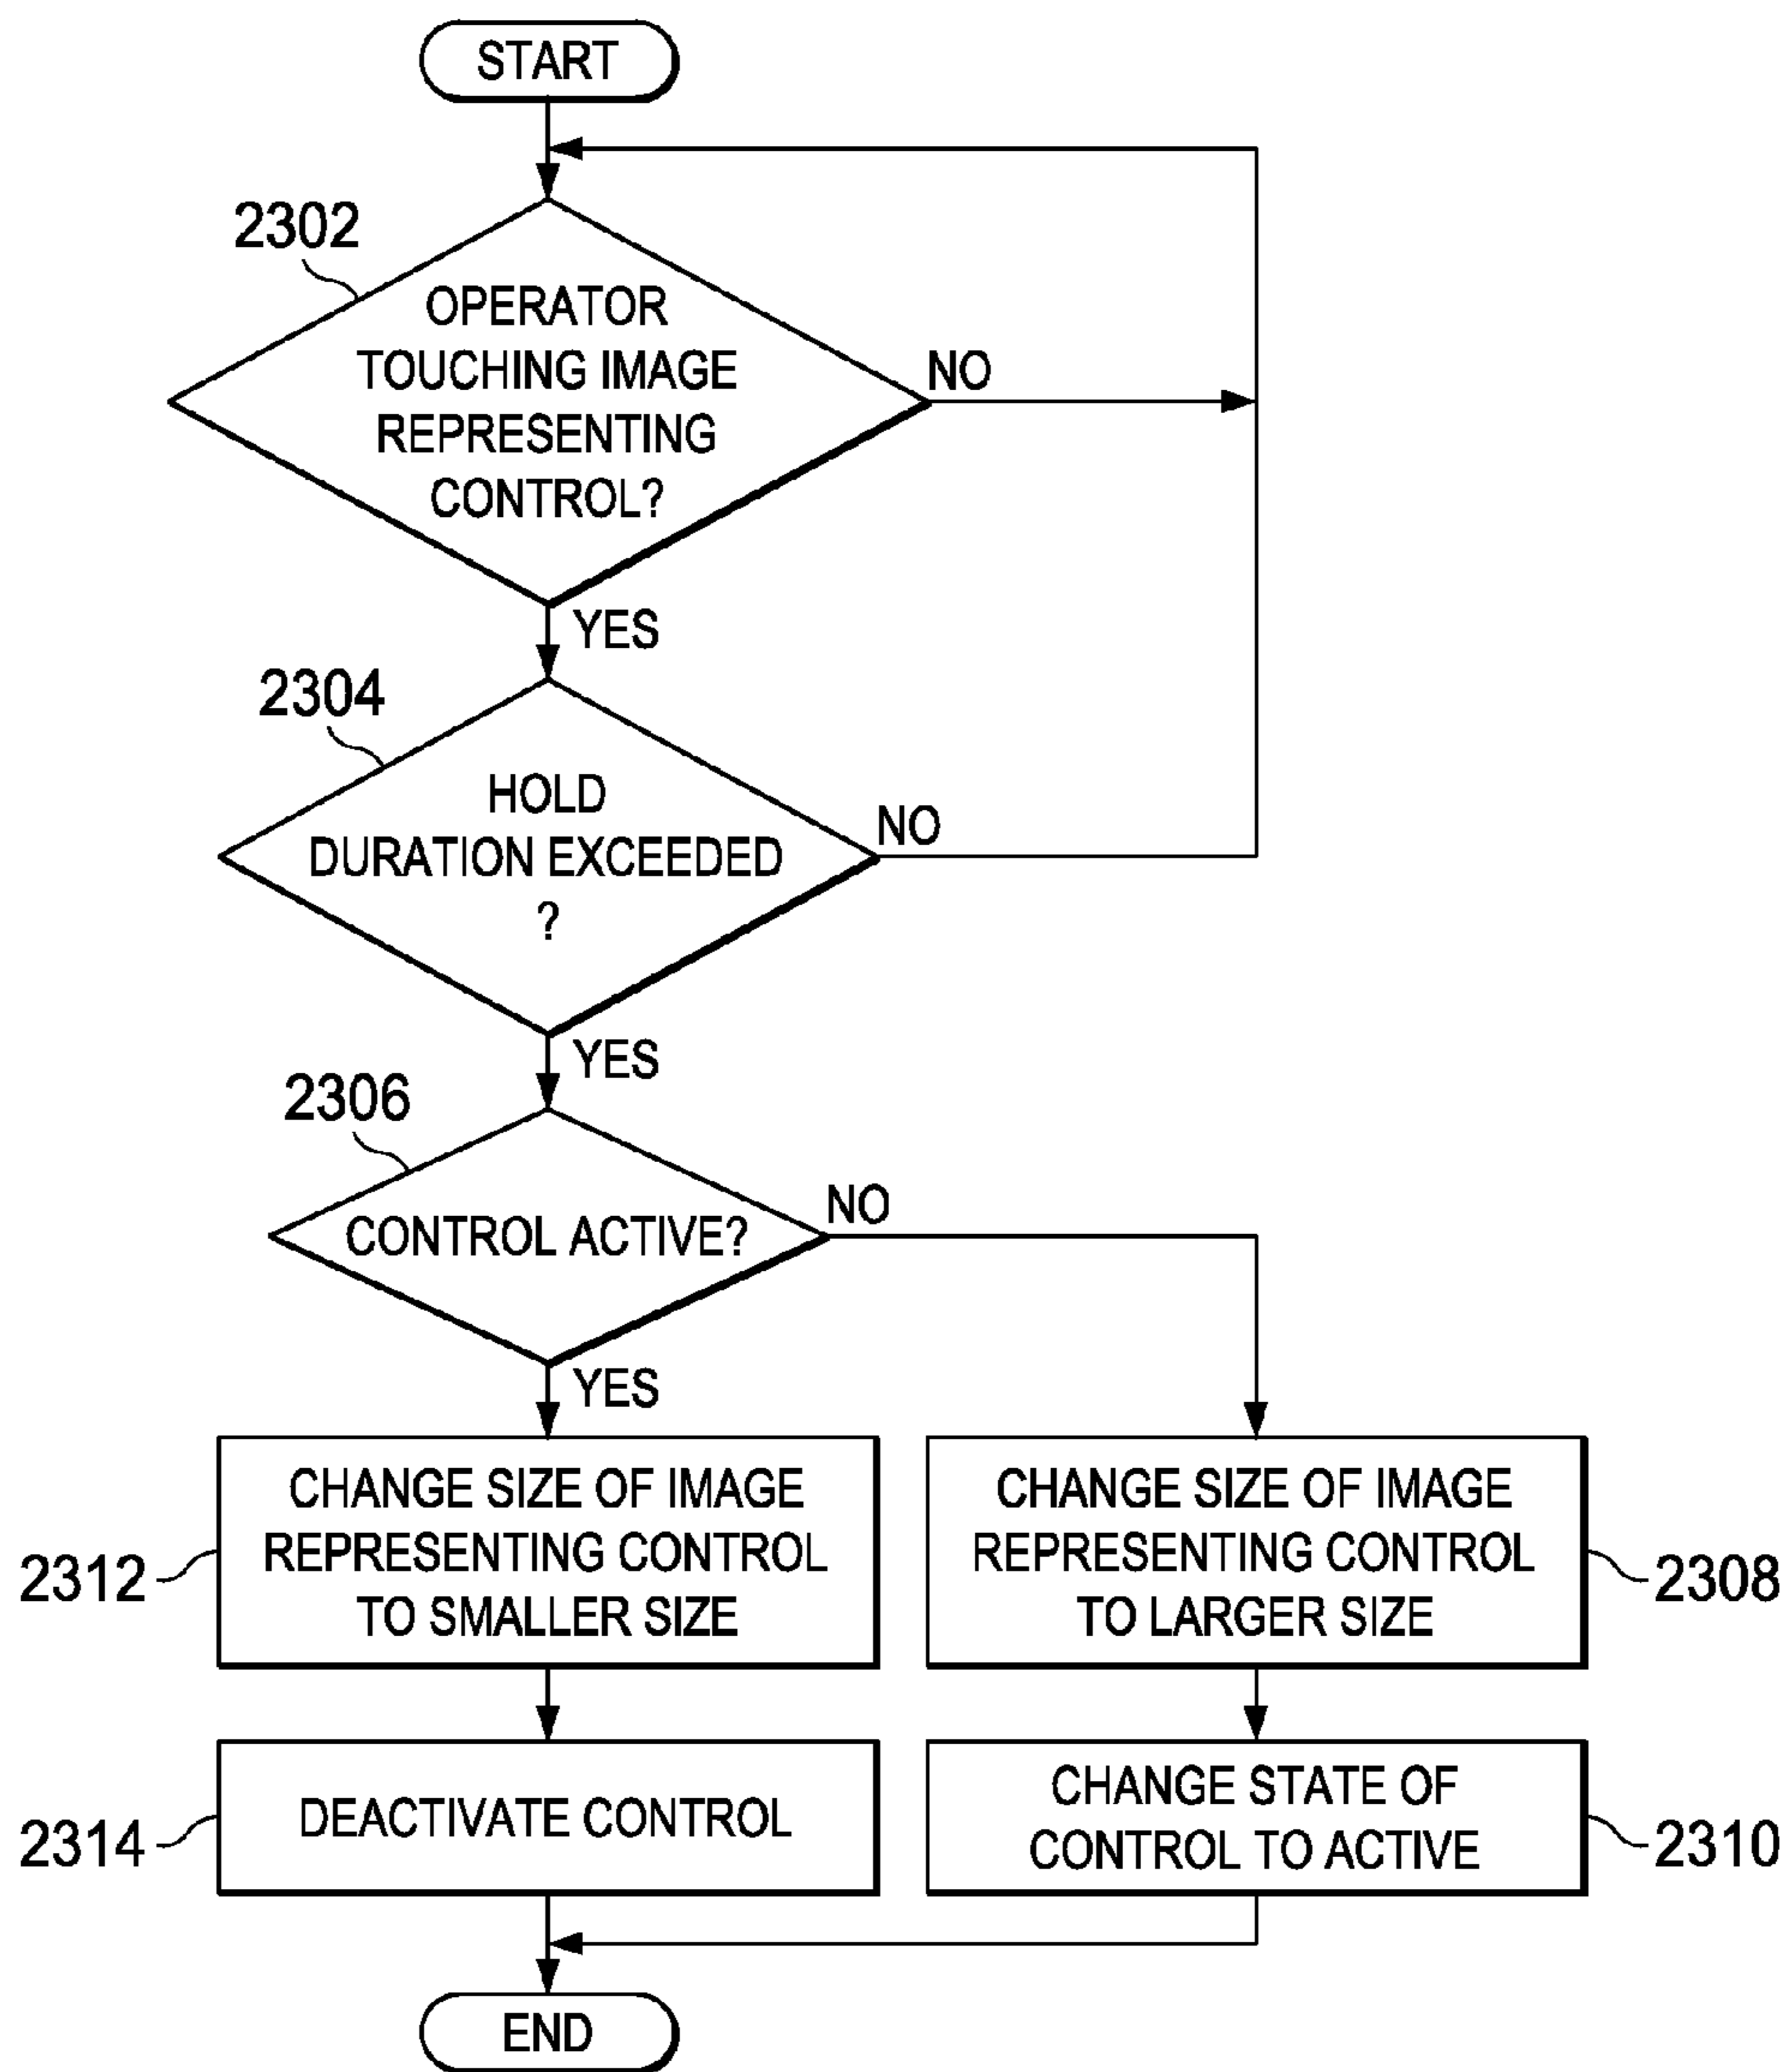 START
2302
OPERATOR
TOUCHING IMAGE
REPRESENTING
CONTROL?
NO
YES
2304
HOLD
DURATION EXCEEDED
?
NO
YES
2306
CONTROL ACTIVE?
NO
YES
CHANGE SIZE OF IMAGE
REPRESENTING CONTROL
TO SMALLER SIZE
2312
CHANGE SIZE OF IMAGE
REPRESENTING CONTROL
TO LARGER SIZE
2308
DEACTIVATE CONTROL
2314
CHANGE STATE OF
CONTROL TO ACTIVE
2310
END